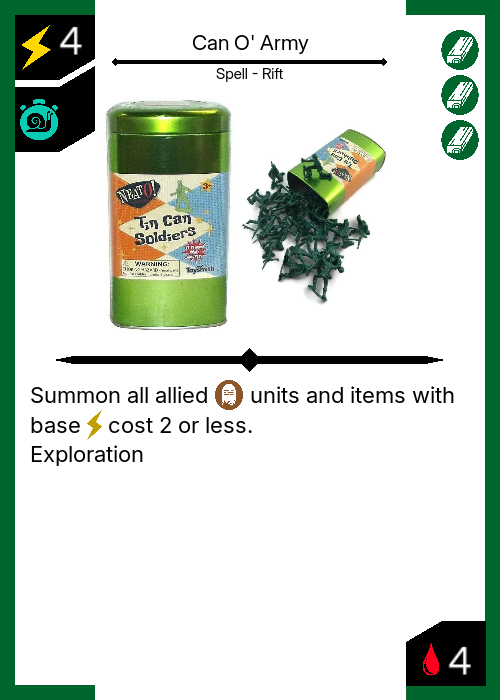 4
Can O' Army
Spell - Rift
NEATO!
3+
Tin Can
Soldiers
WARNING:
Toysmith
Summon all allied units and items with
base cost 2 or less.
Exploration
4